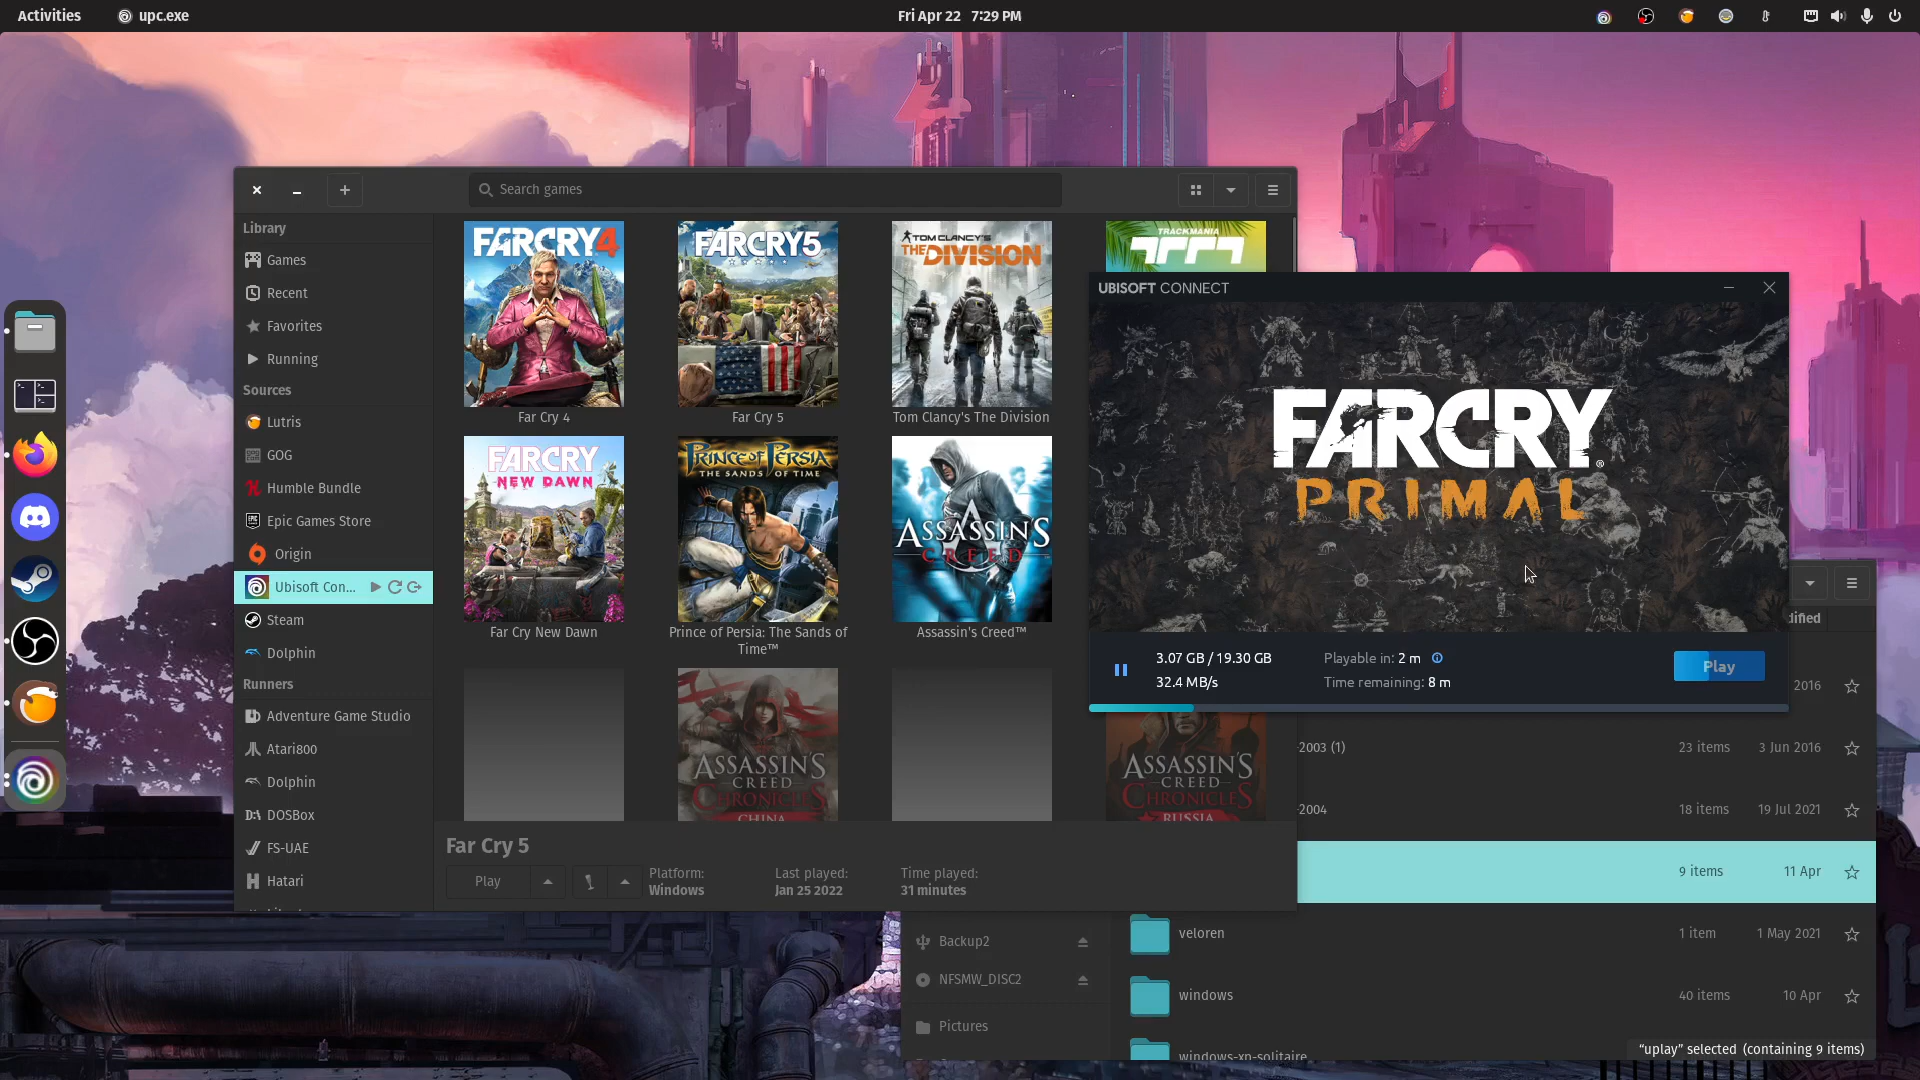 Activities
upc.exe
Fri Apr 22 7:29 PM
Search games
Library
Games
Recent
Favorites
Running
Sources
Lutris
GOG
Humble Bundle
Epic Games Store
Origin
Ubisoft Con...
Steam
Dolphin
Runners
Adventure Game Studio
Atari800
Dolphin
DOSBox
FS-UAE
Hatari
FARCRY4
Far Cry 4
FARCRY5
Far Cry 5
TOM CLANCY'S
THE DIVISION
Tom Clancy's The Division
TRACKMANIA
FARCRY
NEW DAWN
Far Cry New Dawn
PRINCE OF PERSIA
THE SANDS OF TIME
Prince of Persia: The Sands of
Time™
ASSASSIN'S
CREED
Assassin's Creed™
ASSASSIN'S
CREED
CHRONICLES
CHINA
ASSASSIN'S
CREED
CHRONICLES
RUSSIA
Far Cry 5
Play
Platform:
Windows
Last played:
Jan 25 2022
Time played:
31 minutes
UBISOFT CONNECT
FARCRY®
PRIMAL
3.07 GB / 19.30 GB
32.4 MB/s
Playable in: 2 m
Time remaining: 8 m
Play
dified
2016
-2003 (1)
23 items
3 Jun 2016
-2004
18 items
19 Jul 2021
9 items
11 Apr
Backup2
NFSMW_DISC2
Pictures
veloren
1 item
1 May 2021
windows
40 items
10 Apr
windows-xp-solitaire
“uplay” selected (containing 9 items)